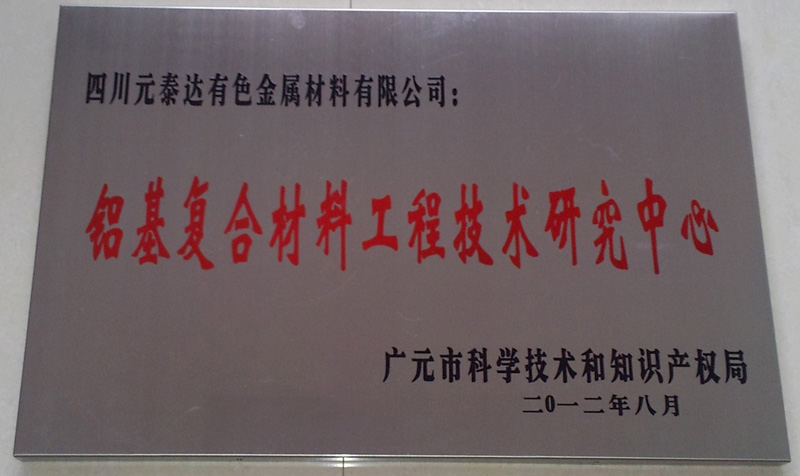 四川元泰达有色金属材料有限公司：
铝基复合材料工程技术研究中心
广元市科学技术和知识产权局
二0一二年八月